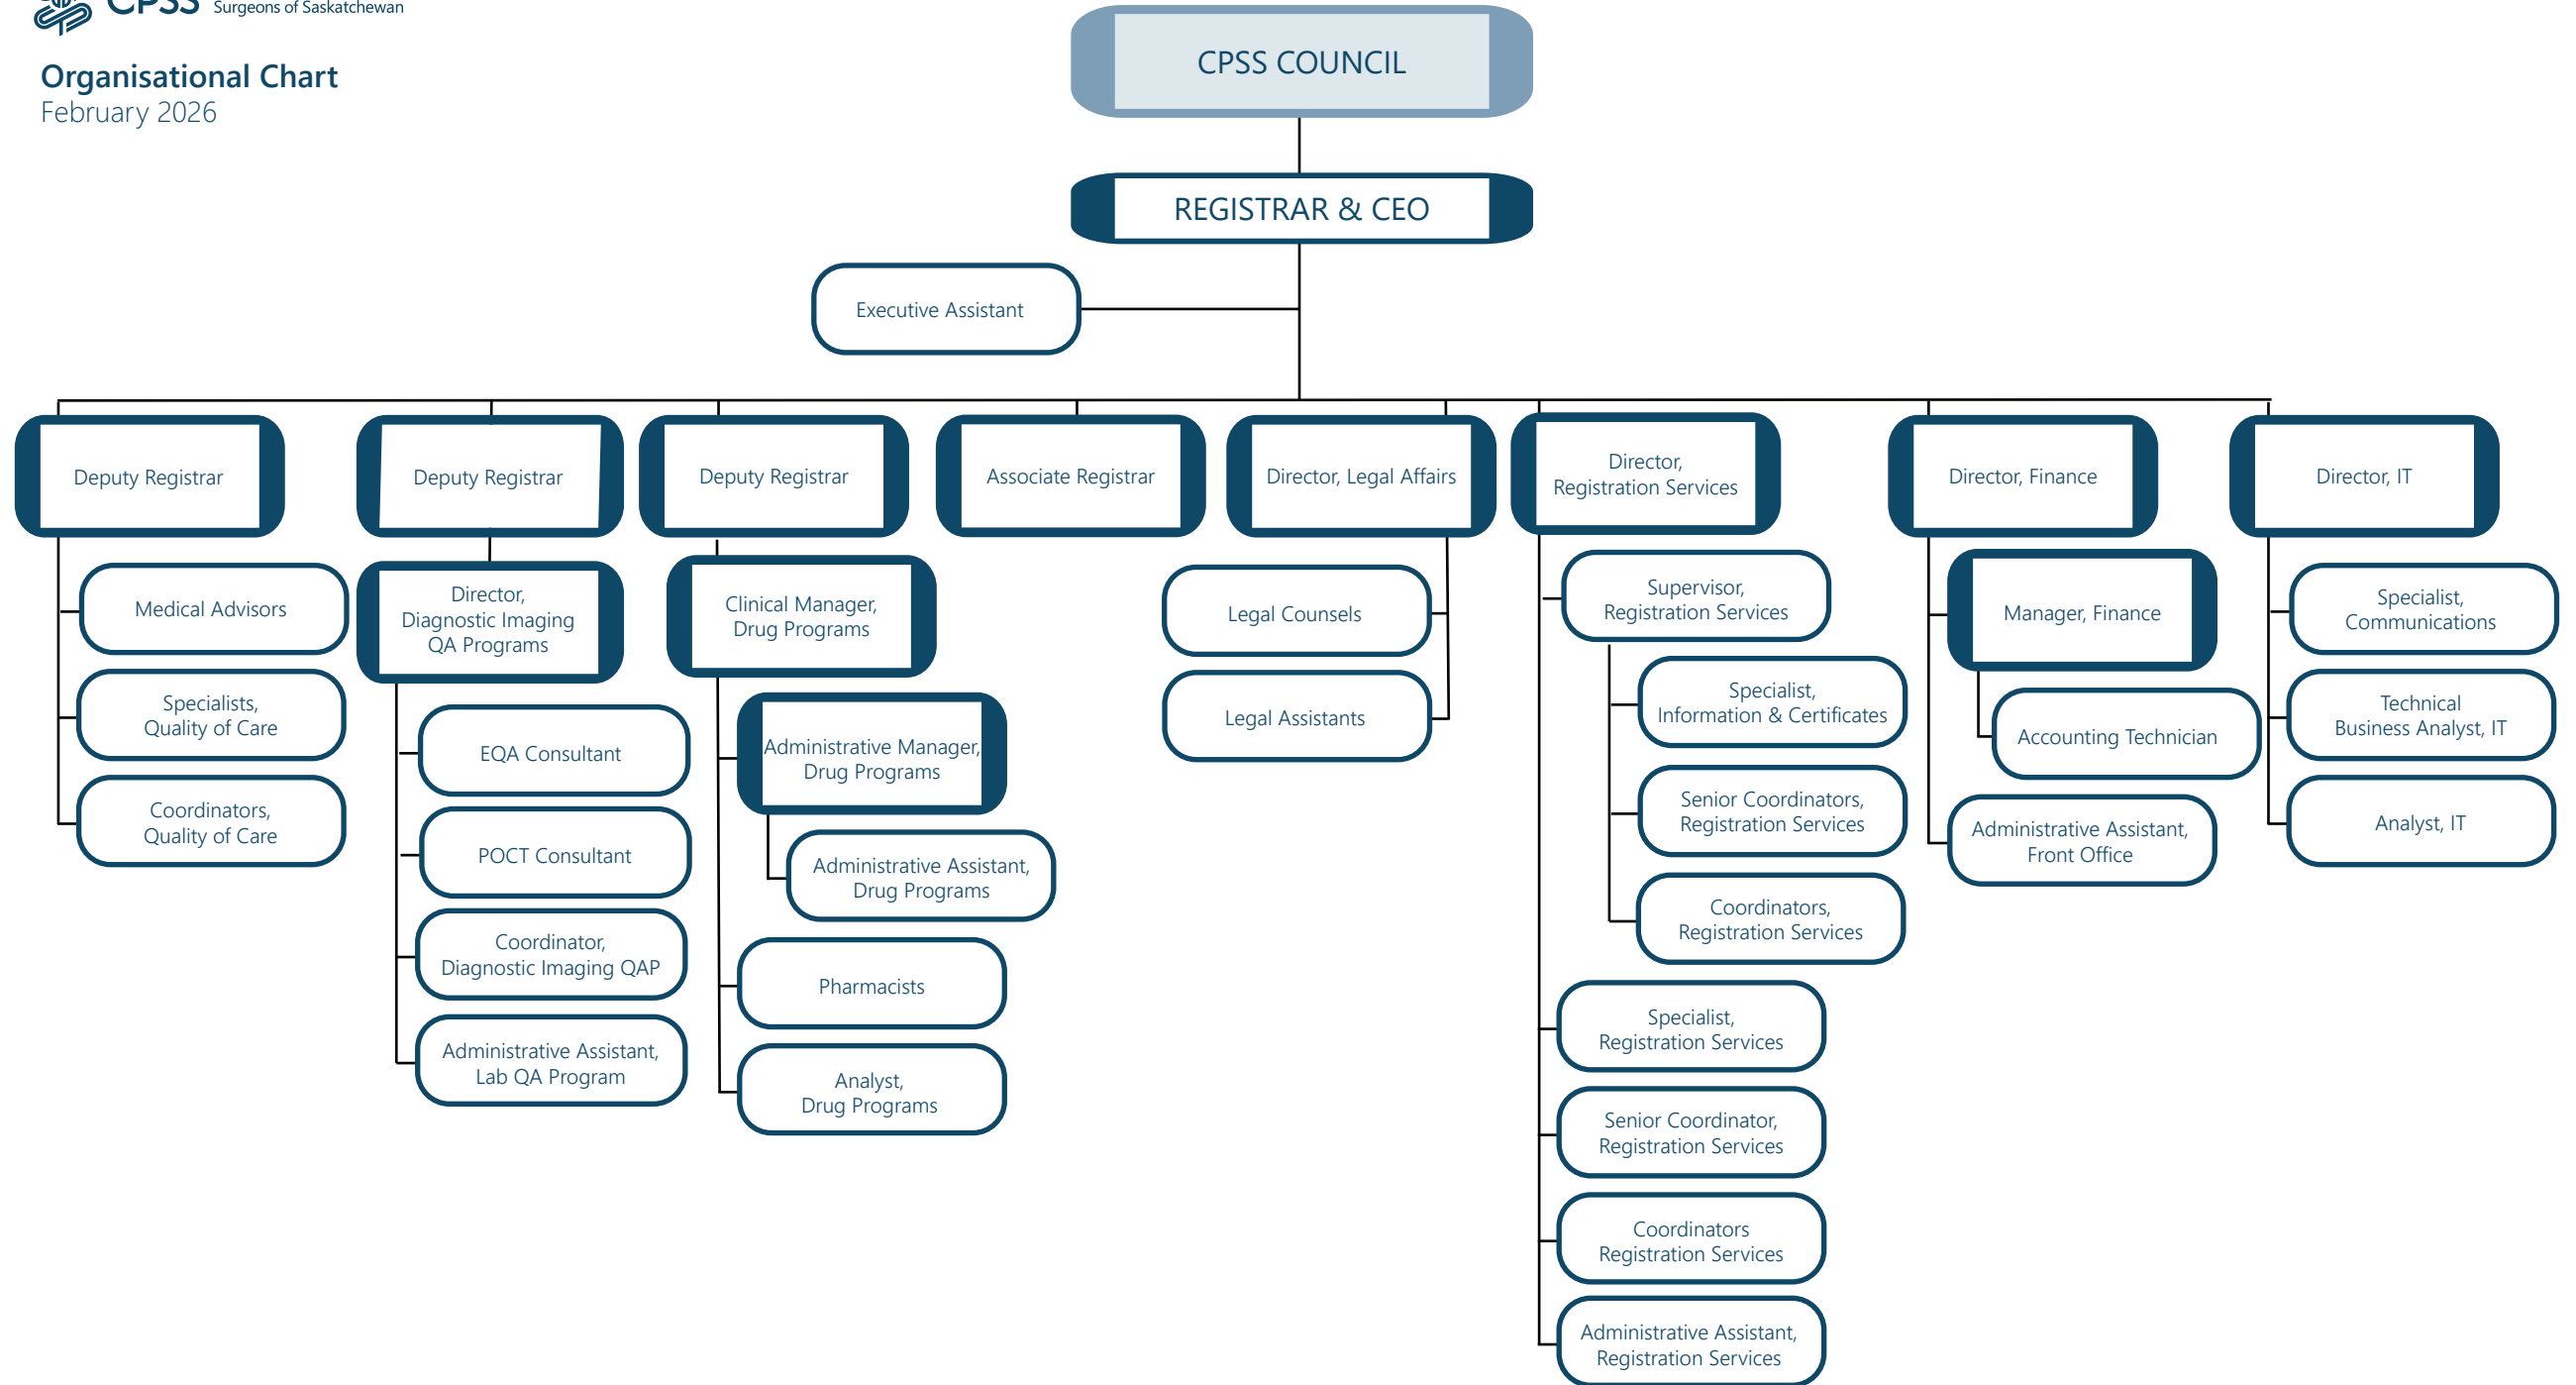 CPSS
Surgeons of Saskatchewan
Organisational Chart
February 2026
CPSS COUNCIL
REGISTRAR & CEO
Executive Assistant
Deputy Registrar
Medical Advisors
Specialists,
Quality of Care
Coordinators,
Quality of Care
Deputy Registrar
Director,
Diagnostic Imaging
QA Programs
EQA Consultant
POCT Consultant
Coordinator,
Diagnostic Imaging QAP
Administrative Assistant,
Lab QA Program
Deputy Registrar
Clinical Manager,
Drug Programs
Administrative Manager,
Drug Programs
Administrative Assistant,
Drug Programs
Pharmacists
Analyst,
Drug Programs
Associate Registrar
Director, Legal Affairs
Legal Counsels
Legal Assistants
Director,
Registration Services
Supervisor,
Registration Services
Specialist,
Information & Certificates
Senior Coordinators,
Registration Services
Coordinators,
Registration Services
Specialist,
Registration Services
Senior Coordinator,
Registration Services
Coordinators
Registration Services
Administrative Assistant,
Registration Services
Director, Finance
Manager, Finance
Accounting Technician
Administrative Assistant,
Front Office
Director, IT
Specialist,
Communications
Technical
Business Analyst, IT
Analyst, IT